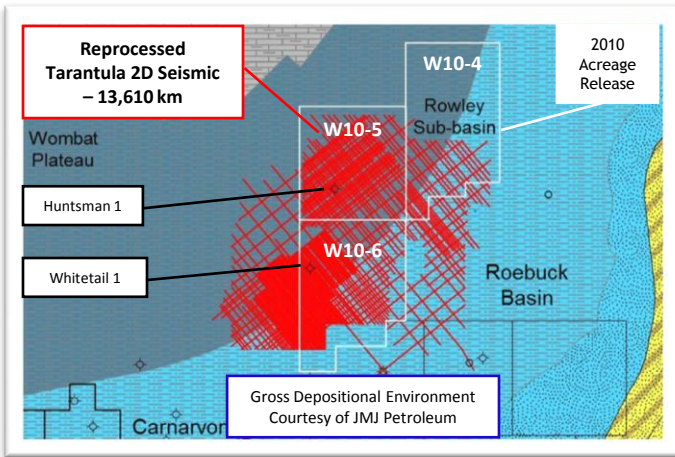 Reprocessed
Tarantula 2D Seismic
– 13,610 km
W10-4
2010
Acreage
Release
W10-5
Rowley
Sub-basin
Wombat
Plateau
Huntsman 1
W10-6
Whitetail 1
Roebuck
Basin
Gross Depositional Environment
Courtesy of JMJ Petroleum
Carnarvon